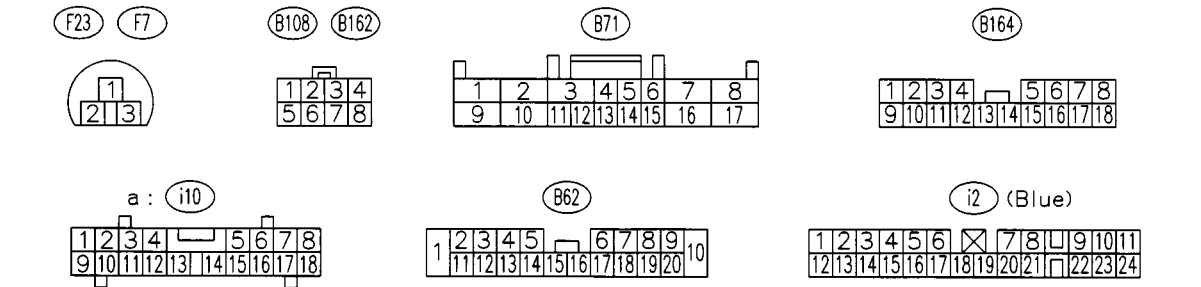 F23 F7 B108 B162 B71 B164
1 1 2 3 4 1 2 3 4 5 6 7 8 1 2 3 4 5 6 7 8
2 3 5 6 7 8 9 10 11 12 13 14 15 16 17 9 10 11 12 13 14 15 16 17 18
a : i10 B62 i2 (Blue)
1 2 3 4 5 6 7 8 1 2 3 4 5 6 7 8 9 10 1 2 3 4 5 6 7 8 9 10 11
9 10 11 12 13 14 15 16 17 18 11 12 13 14 15 16 17 18 19 20 12 13 14 15 16 17 18 19 20 21 22 23 24